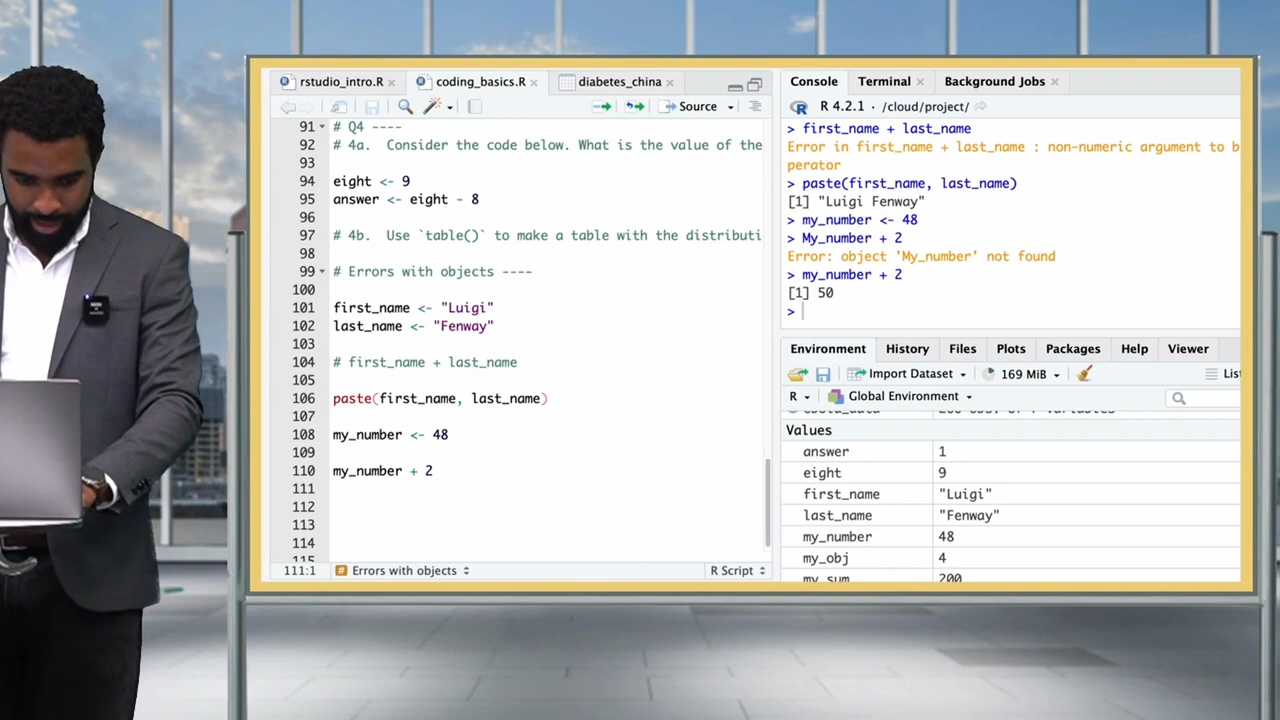 rstudio_intro.R
coding_basics.R
diabetes_china
Source
91 # Q4 ----
92 # 4a. Consider the code below. What is the value of the
93
94 eight <- 9
95 answer <- eight - 8
96
97 # 4b. Use `table()` to make a table with the distributi
98
99 # Errors with objects ----
100
101 first_name <- "Luigi"
102 last_name <- "Fenway"
103
104 # first_name + last_name
105
106 paste(first_name, last_name)
107
108 my_number <- 48
109
110 my_number + 2
111
112
113
114
115
111:1 # Errors with objects R Script
Console Terminal Background Jobs
R 4.2.1 · /cloud/project/
> first_name + last_name
Error in first_name + last_name : non-numeric argument to b
perator
> paste(first_name, last_name)
[1] "Luigi Fenway"
> my_number <- 48
> My_number + 2
Error: object 'My_number' not found
> my_number + 2
[1] 50
>
Environment History Files Plots Packages Help Viewer
Import Dataset 169 MiB List
R Global Environment
Values
answer 1
eight 9
first_name "Luigi"
last_name "Fenway"
my_number 48
my_obj 4
my_sum 200